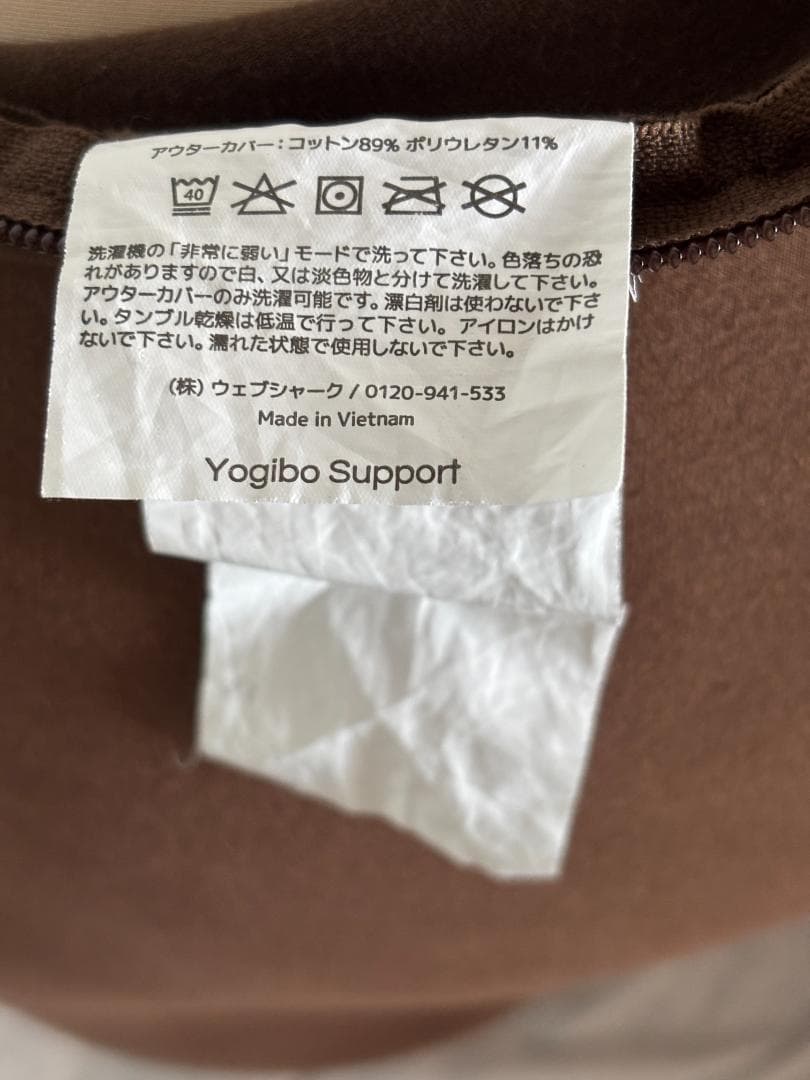 アウターカバー：コットン89% ポリウレタン11%
40
洗濯機の「非常に弱い」モードで洗って下さい。色落ちの恐
れがありますので白、又は淡色物と分けて洗濯して下さい。
アウターカバーのみ洗濯可能です。漂白剤は使わないで下さ
い。タンブル乾燥は低温で行って下さい。 アイロンはかけ
ないで下さい。濡れた状態で使用しないで下さい。
（株）ウェブシャーク / 0120-941-533
Made in Vietnam
Yogibo Support